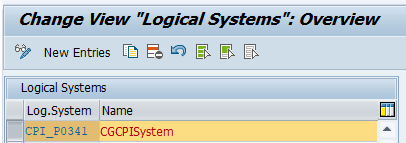 Change View "Logical Systems": Overview
New Entries
Logical Systems
Log.System Name
CPI_P0341 CGCPISystem